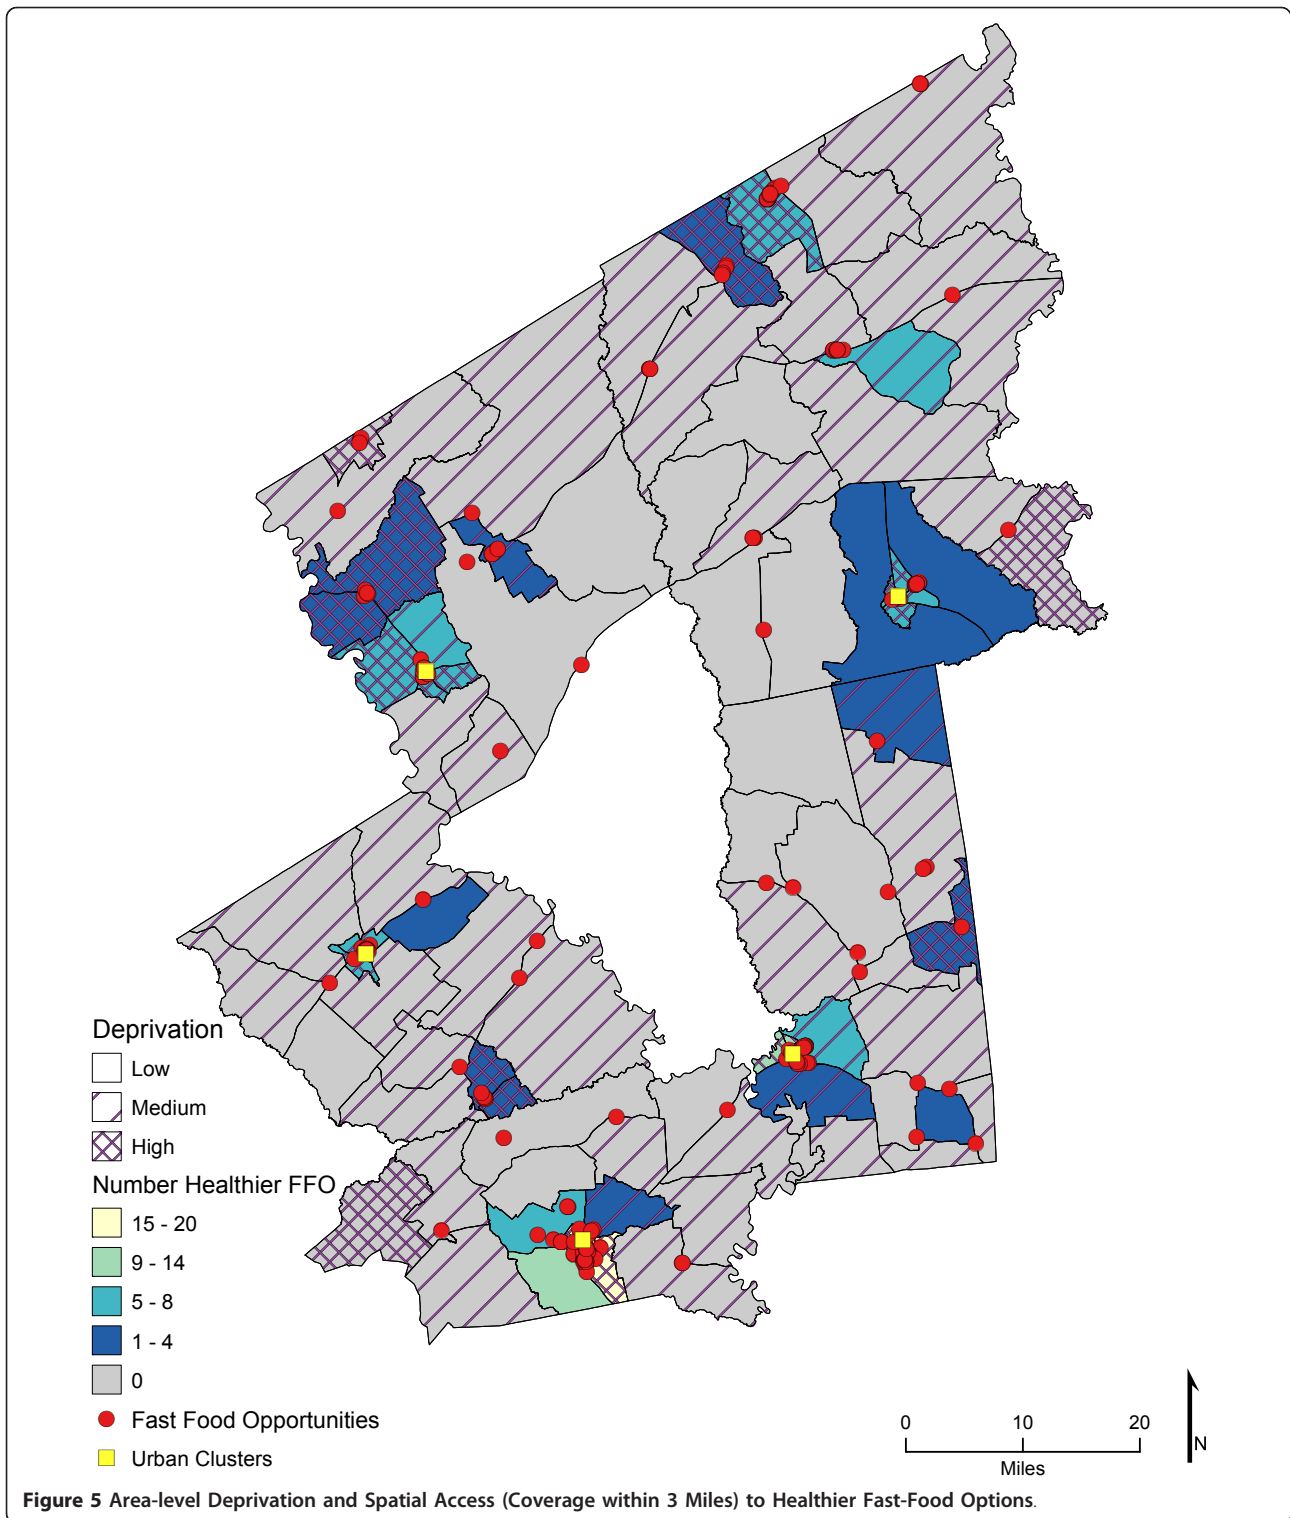 Deprivation
Low
Medium
High
Number Healthier FFO
15 - 20
9 - 14
5 - 8
1 - 4
0
Fast Food Opportunities
Urban Clusters
0 10 20
Miles
N
Figure 5 Area-level Deprivation and Spatial Access (Coverage within 3 Miles) to Healthier Fast-Food Options.